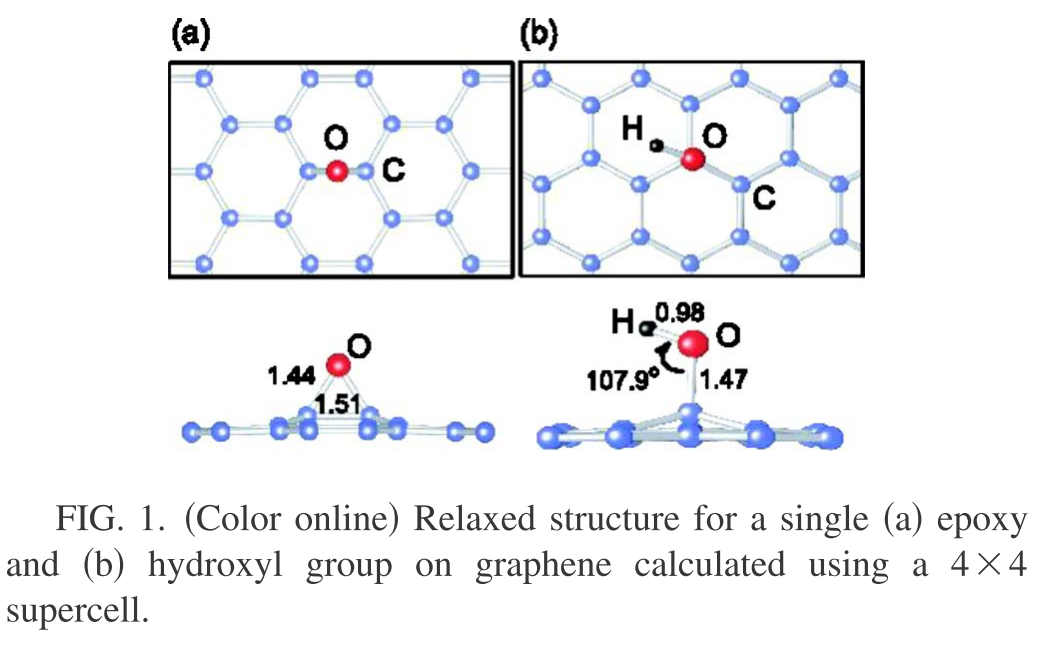 (a)
(b)
O
C
H
O
C
O
1.44
1.51
H
0.98
O
107.9°
1.47
FIG. 1. (Color online) Relaxed structure for a single (a) epoxy
and (b) hydroxyl group on graphene calculated using a 4×4
supercell.